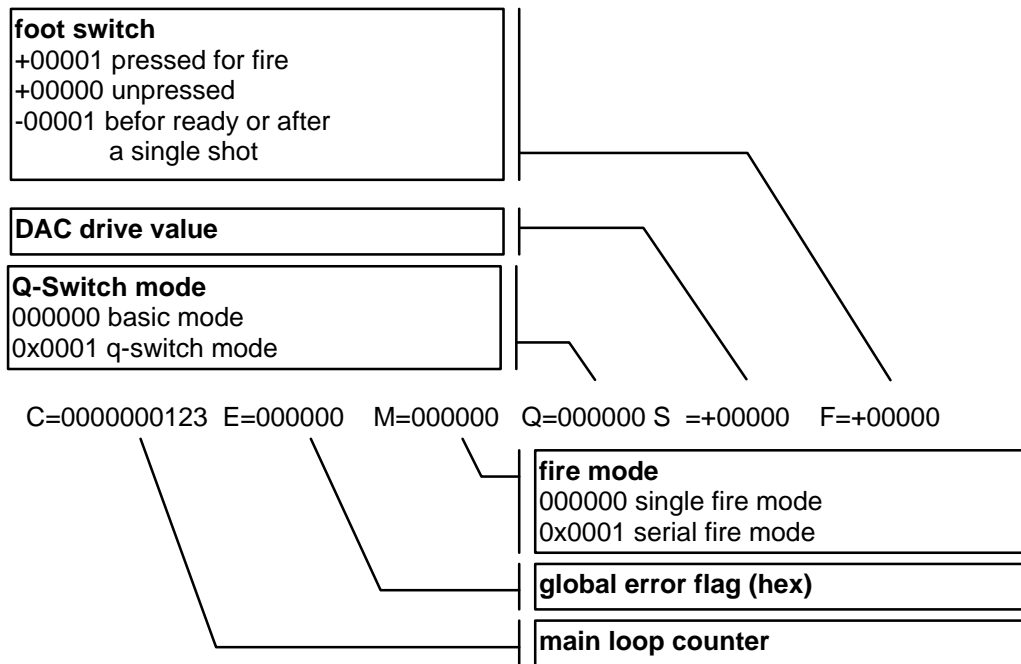 foot switch
+00001 pressed for fire
+00000 unpressed
-00001 befor ready or after
a single shot
DAC drive value
Q-Switch mode
000000 basic mode
0x0001 q-switch mode
C=0000000123 E=000000 M=000000 Q=000000 S =+00000 F=+00000
fire mode
000000 single fire mode
0x0001 serial fire mode
global error flag (hex)
main loop counter